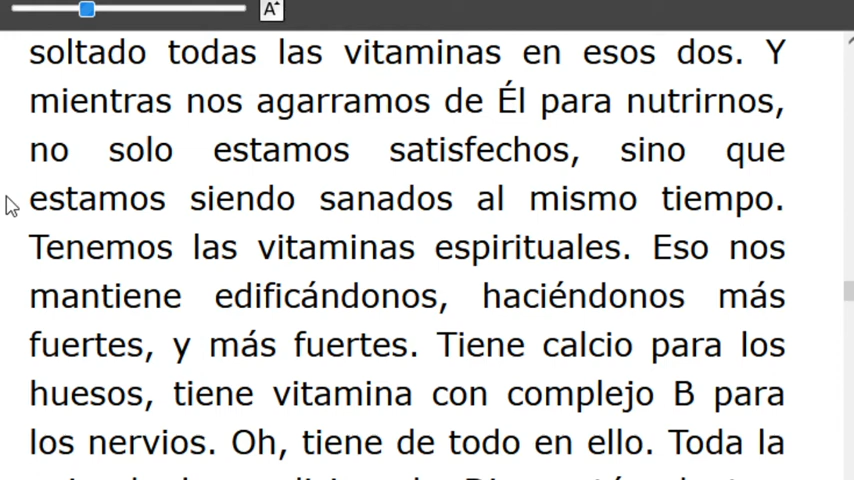 A
soltado todas las vitaminas en esos dos. Y
mientras nos agarramos de Él para nutrirnos,
no solo estamos satisfechos, sino que
estamos siendo sanados al mismo tiempo.
Tenemos las vitaminas espirituales. Eso nos
mantiene edificándonos, haciéndonos más
fuertes, y más fuertes. Tiene calcio para los
huesos, tiene vitamina con complejo B para
los nervios. Oh, tiene de todo en ello. Toda la